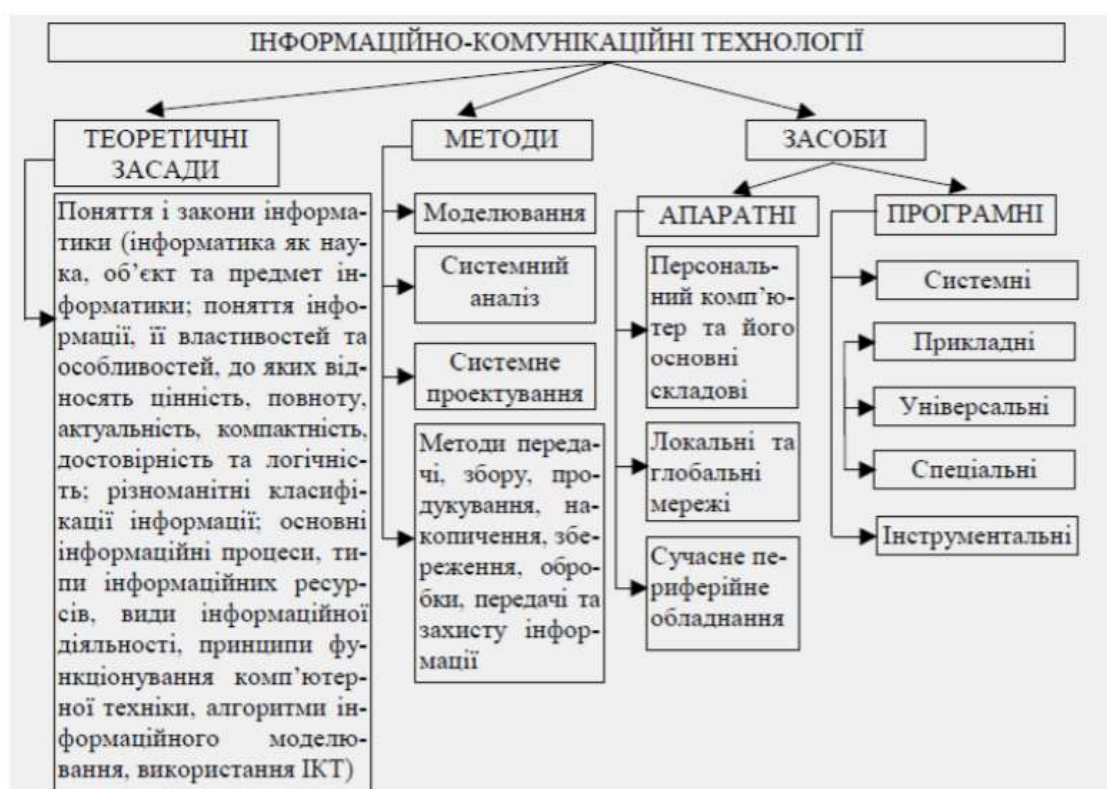 ІНФОРМАЦІЙНО-КОМУНІКАЦІЙНІ ТЕХНОЛОГІЇ
ТЕОРЕТИЧНІ
ЗАСАДИ
Поняття і закони інформа-
тики (інформатика як нау-
ка, об’єкт та предмет ін-
форматики; поняття інфо-
рмації, її властивостей та
особливостей, до яких від-
носять цінність, повноту,
актуальність, компактність,
достовірність та логічніс-
ть; різноманітні класифі-
кації інформації; основні
інформаційні процеси, ти-
пи інформаційних ресур-
сів, види інформаційної
діяльності, принципи фу-
нкціонування комп’ютер-
ної техніки, алгоритми ін-
формаційного моделю-
вання, використання ІКТ)
МЕТОДИ
Моделювання
Системний
аналіз
Системне
проектування
Методи переда-
чі, збору, про-
дукування, на-
копичення, збе-
реження, обро-
бки, передачі та
захисту інфор-
мації
ЗАСОБИ
АПАРАТНІ
Персональ-
ний комп’ю-
тер та його
основні
складові
Локальні та
глобальні
мережі
Сучасне пе-
риферійне
обладнання
ПРОГРАМНІ
Системні
Прикладні
Універсальні
Спеціальні
Інструментальні